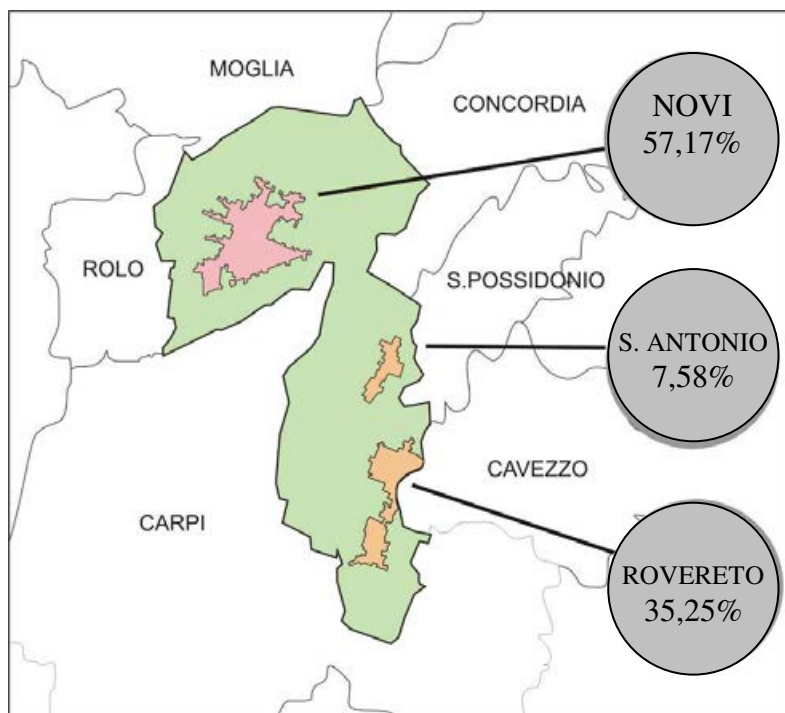 MOGLIA
CONCORDIA
NOVI
57,17%
ROLO
S.POSSIDONIO
S. ANTONIO
7,58%
CAVEZZO
CARPI
ROVERETO
35,25%